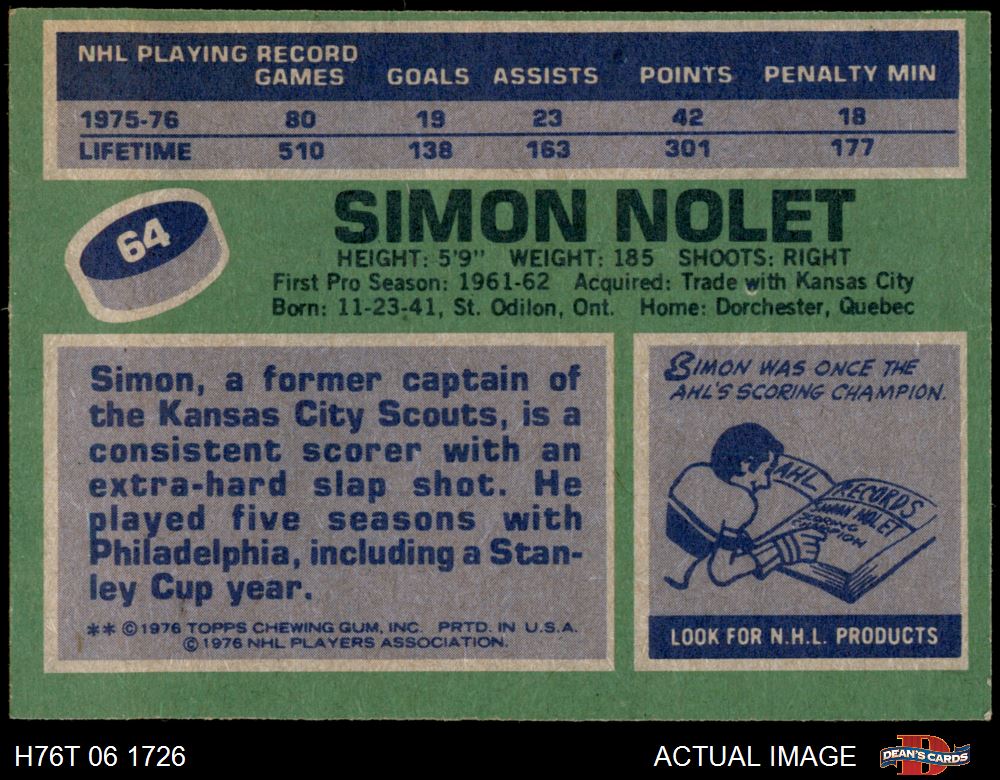 NHL PLAYING RECORD
GAMES GOALS ASSISTS POINTS PENALTY MIN
1975-76 80 19 23 42 18
LIFETIME 510 138 163 301 177
64
SIMON NOLET
HEIGHT: 5'9" WEIGHT: 185 SHOOTS: RIGHT
First Pro Season: 1961-62 Acquired: Trade with Kansas City
Born: 11-23-41, St. Odilon, Ont. Home: Dorchester, Quebec
Simon, a former captain of
the Kansas City Scouts, is a
consistent scorer with an
extra-hard slap shot. He
played five seasons with
Philadelphia, including a Stan-
ley Cup year.
** © 1976 TOPPS CHEWING GUM, INC. PRTD. IN U.S.A.
© 1976 NHL PLAYERS ASSOCIATION.
SIMON WAS ONCE THE
AHL'S SCORING CHAMPION.
AHL
RECORDS
SIMON NOLET
SCORING
CHAMPION
LOOK FOR N.H.L. PRODUCTS
H76T 06 1726
ACTUAL IMAGE
D
DEAN'S CARDS